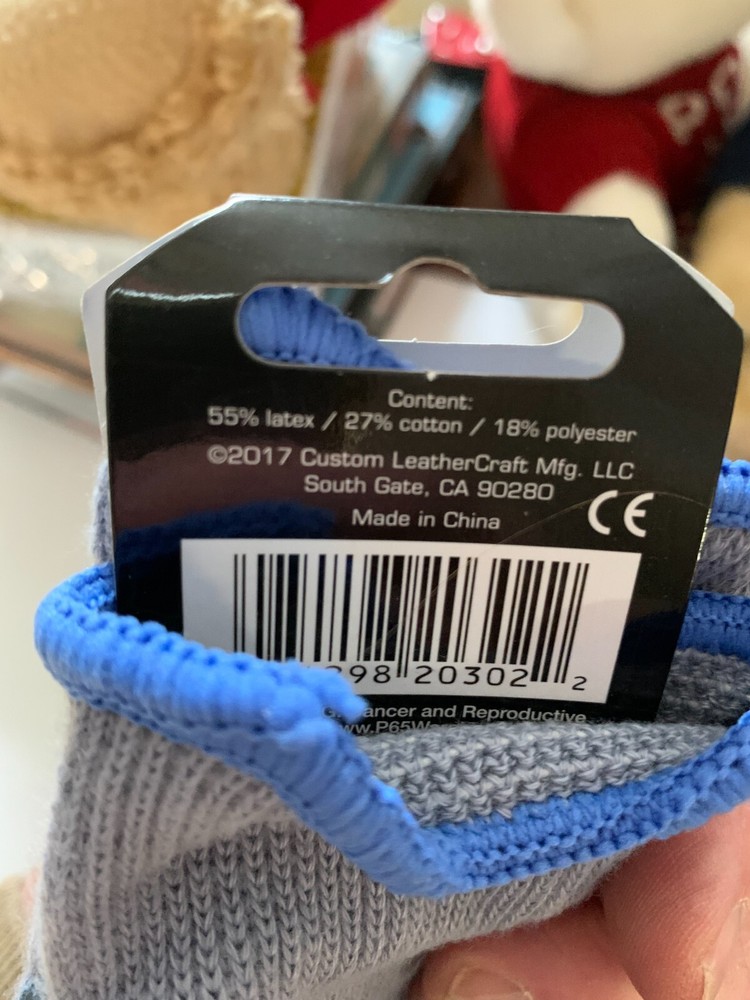 Content:
55% latex / 27% cotton / 18% polyester
©2017 Custom LeatherCraft Mfg. LLC
South Gate, CA 90280
CE
Made in China
98 20302 2
and Reproductive